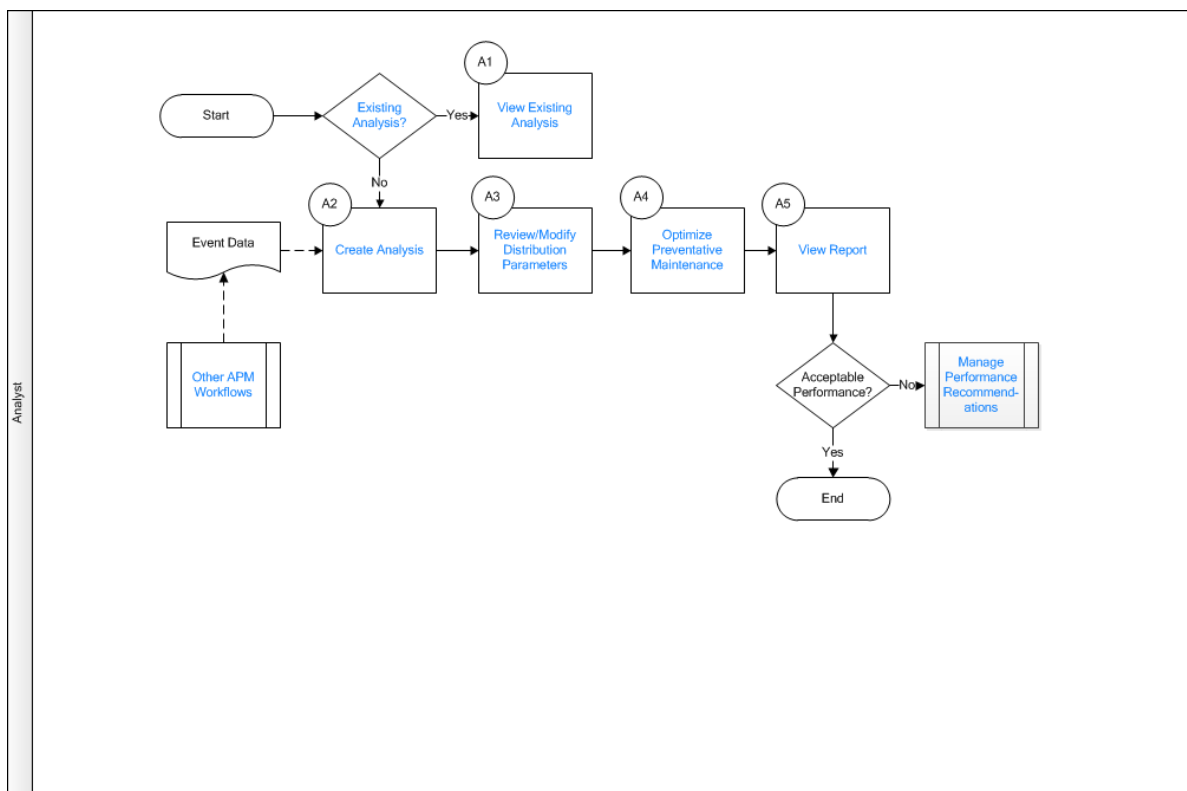 Analyst
Start
Existing
Analysis?
Yes
A1
View Existing
Analysis
No
Event Data
A2
Create Analysis
A3
Review/Modify
Distribution
Parameters
A4
Optimize
Preventative
Maintenance
A5
View Report
Other APM
Workflows
Acceptable
Performance?
No
Manage
Performance
Recommend-
ations
Yes
End